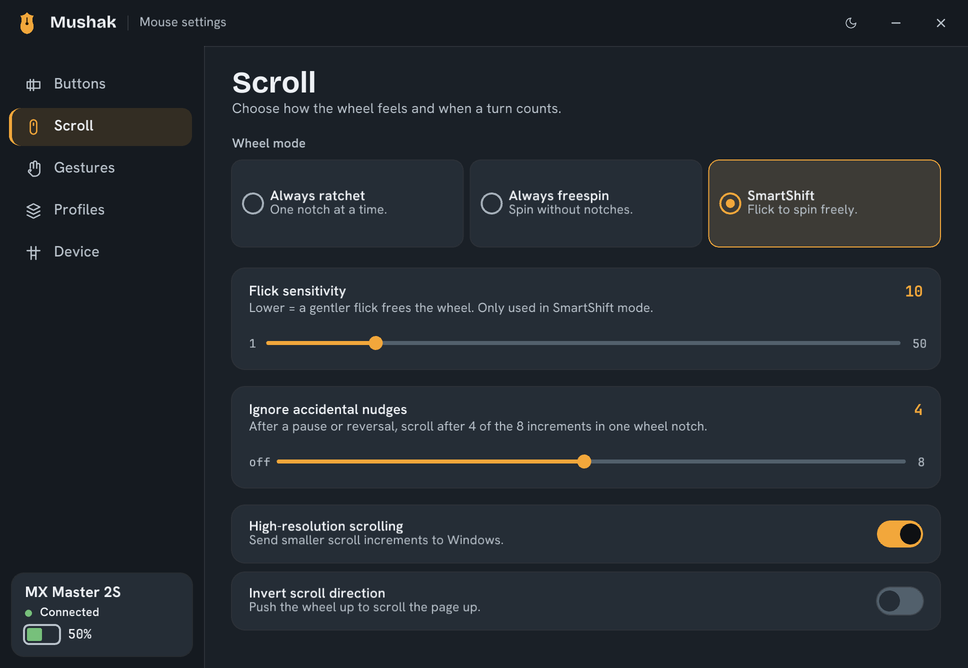 Mushak
Mouse settings
Buttons
Scroll
Gestures
Profiles
Device
MX Master 2S
Connected
50%
Scroll
Choose how the wheel feels and when a turn counts.
Wheel mode
Always ratchet
One notch at a time.
Always freespin
Spin without notches.
SmartShift
Flick to spin freely.
Flick sensitivity
10
Lower = a gentler flick frees the wheel. Only used in SmartShift mode.
1
50
Ignore accidental nudges
4
After a pause or reversal, scroll after 4 of the 8 increments in one wheel notch.
off
8
High-resolution scrolling
Send smaller scroll increments to Windows.
Invert scroll direction
Push the wheel up to scroll the page up.